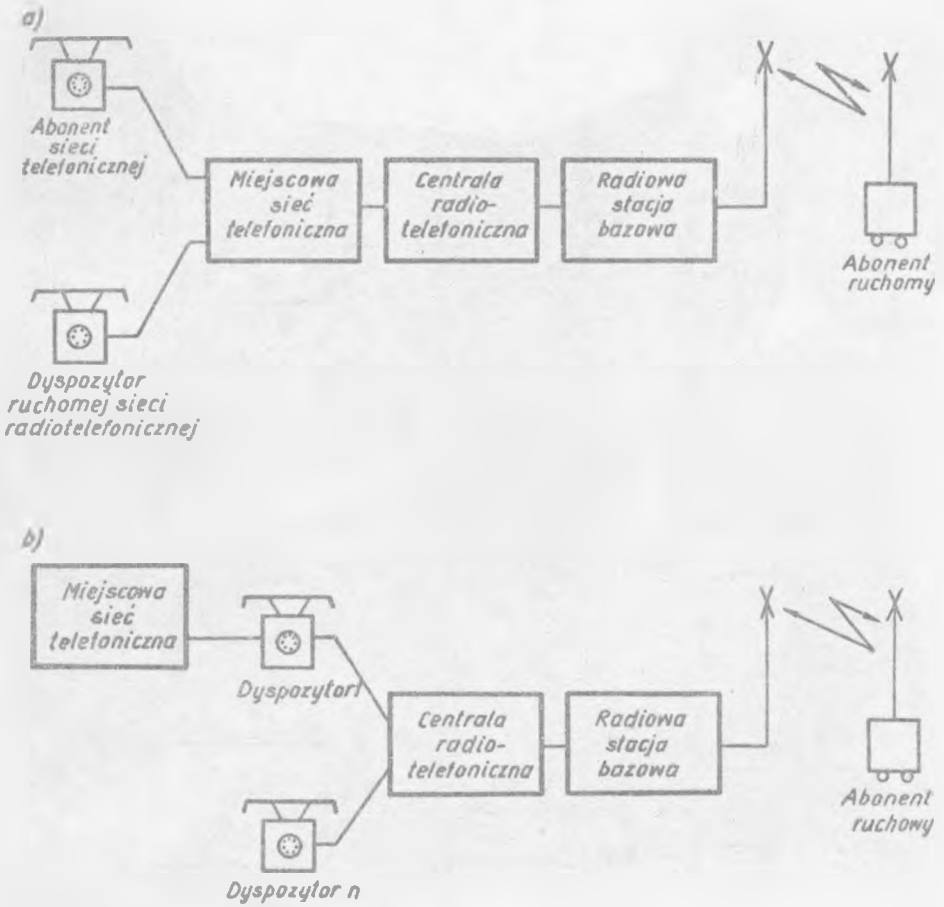 a)
Abonent
sieci
telefonicznej
Miejscowa
sieć
telefoniczna
Centrala
radio-
telefoniczna
Radiowa
stacja
bazowa
Abonent
ruchomy
Dyspozytor
ruchomej sieci
radiotelefonicznej
b)
Miejscowa
sieć
telefoniczna
Dyspozytor1
Centrala
radio-
telefoniczna
Radiowa
stacja
bazowa
Abonent
ruchowy
Dyspozytor n